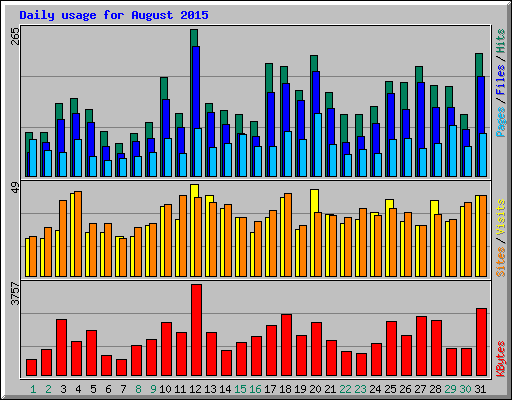 Daily usage for August 2015
265
Pages / Files / Hits
49
Sites / Visits
3757
KBytes
1 2 3 4 5 6 7 8 9 10 11 12 13 14 15 16 17 18 19 20 21 22 23 24 25 26 27 28 29 30 31